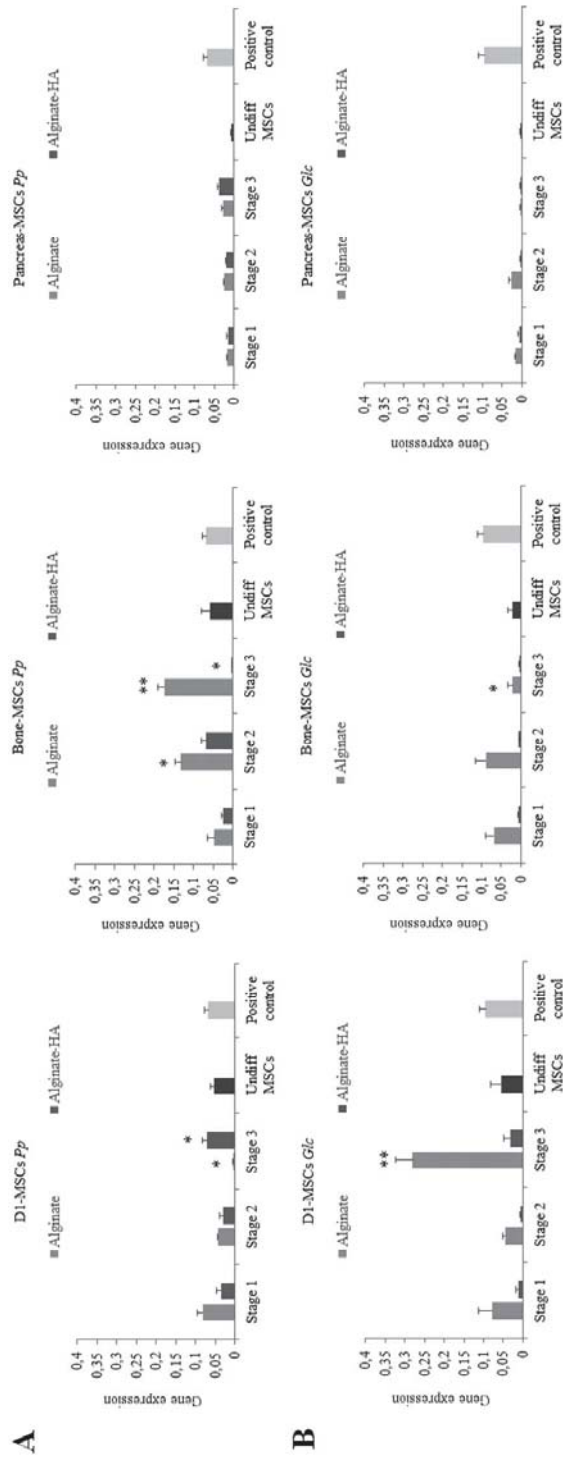 A
D1-MSCs Pp
Alginate Alginate-HA
Gene expression
0,4
0,35
0,3
0,25
0,2
0,15
0,1
0,05
0
*
*
Stage 1 Stage 2 Stage 3 Undiff MSCs Positive control
Bone-MSCs Pp
Alginate Alginate-HA
Gene expression
0,4
0,35
0,3
0,25
0,2
0,15
0,1
0,05
0
*
**
*
Stage 1 Stage 2 Stage 3 Undiff MSCs Positive control
Pancreas-MSCs Pp
Alginate Alginate-HA
Gene expression
0,4
0,35
0,3
0,25
0,2
0,15
0,1
0,05
0
Stage 1 Stage 2 Stage 3 Undiff MSCs Positive control
B
D1-MSCs Glc
Alginate Alginate-HA
Gene expression
0,4
0,35
0,3
0,25
0,2
0,15
0,1
0,05
0
**
Stage 1 Stage 2 Stage 3 Undiff MSCs Positive control
Bone-MSCs Glc
Alginate Alginate-HA
Gene expression
0,4
0,35
0,3
0,25
0,2
0,15
0,1
0,05
0
*
Stage 1 Stage 2 Stage 3 Undiff MSCs Positive control
Pancreas-MSCs Glc
Alginate Alginate-HA
Gene expression
0,4
0,35
0,3
0,25
0,2
0,15
0,1
0,05
0
Stage 1 Stage 2 Stage 3 Undiff MSCs Positive control